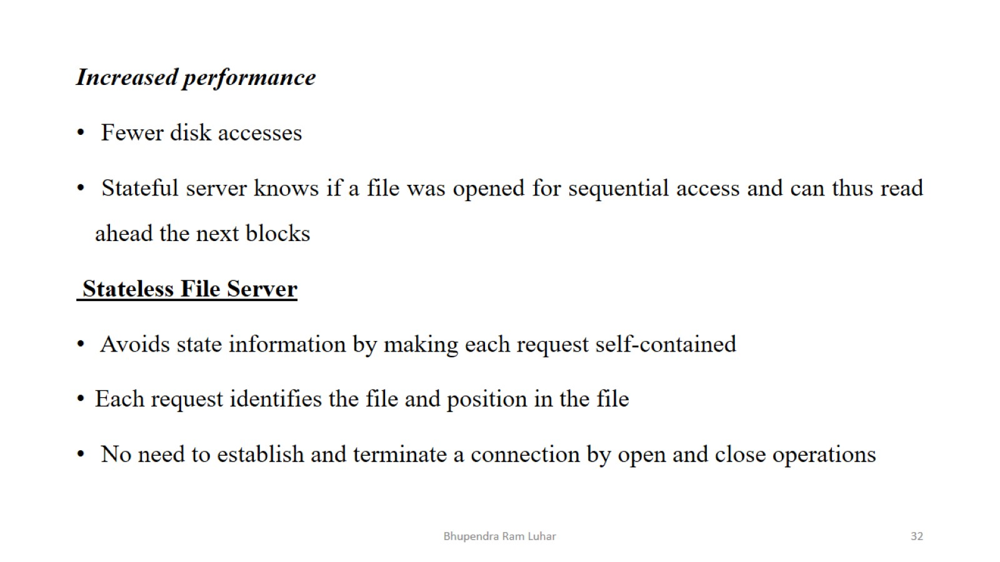 Increased performance
• Fewer disk accesses
• Stateful server knows if a file was opened for sequential access and can thus read
ahead the next blocks
Stateless File Server
• Avoids state information by making each request self-contained
• Each request identifies the file and position in the file
• No need to establish and terminate a connection by open and close operations
Bhupendra Ram Luhar
32